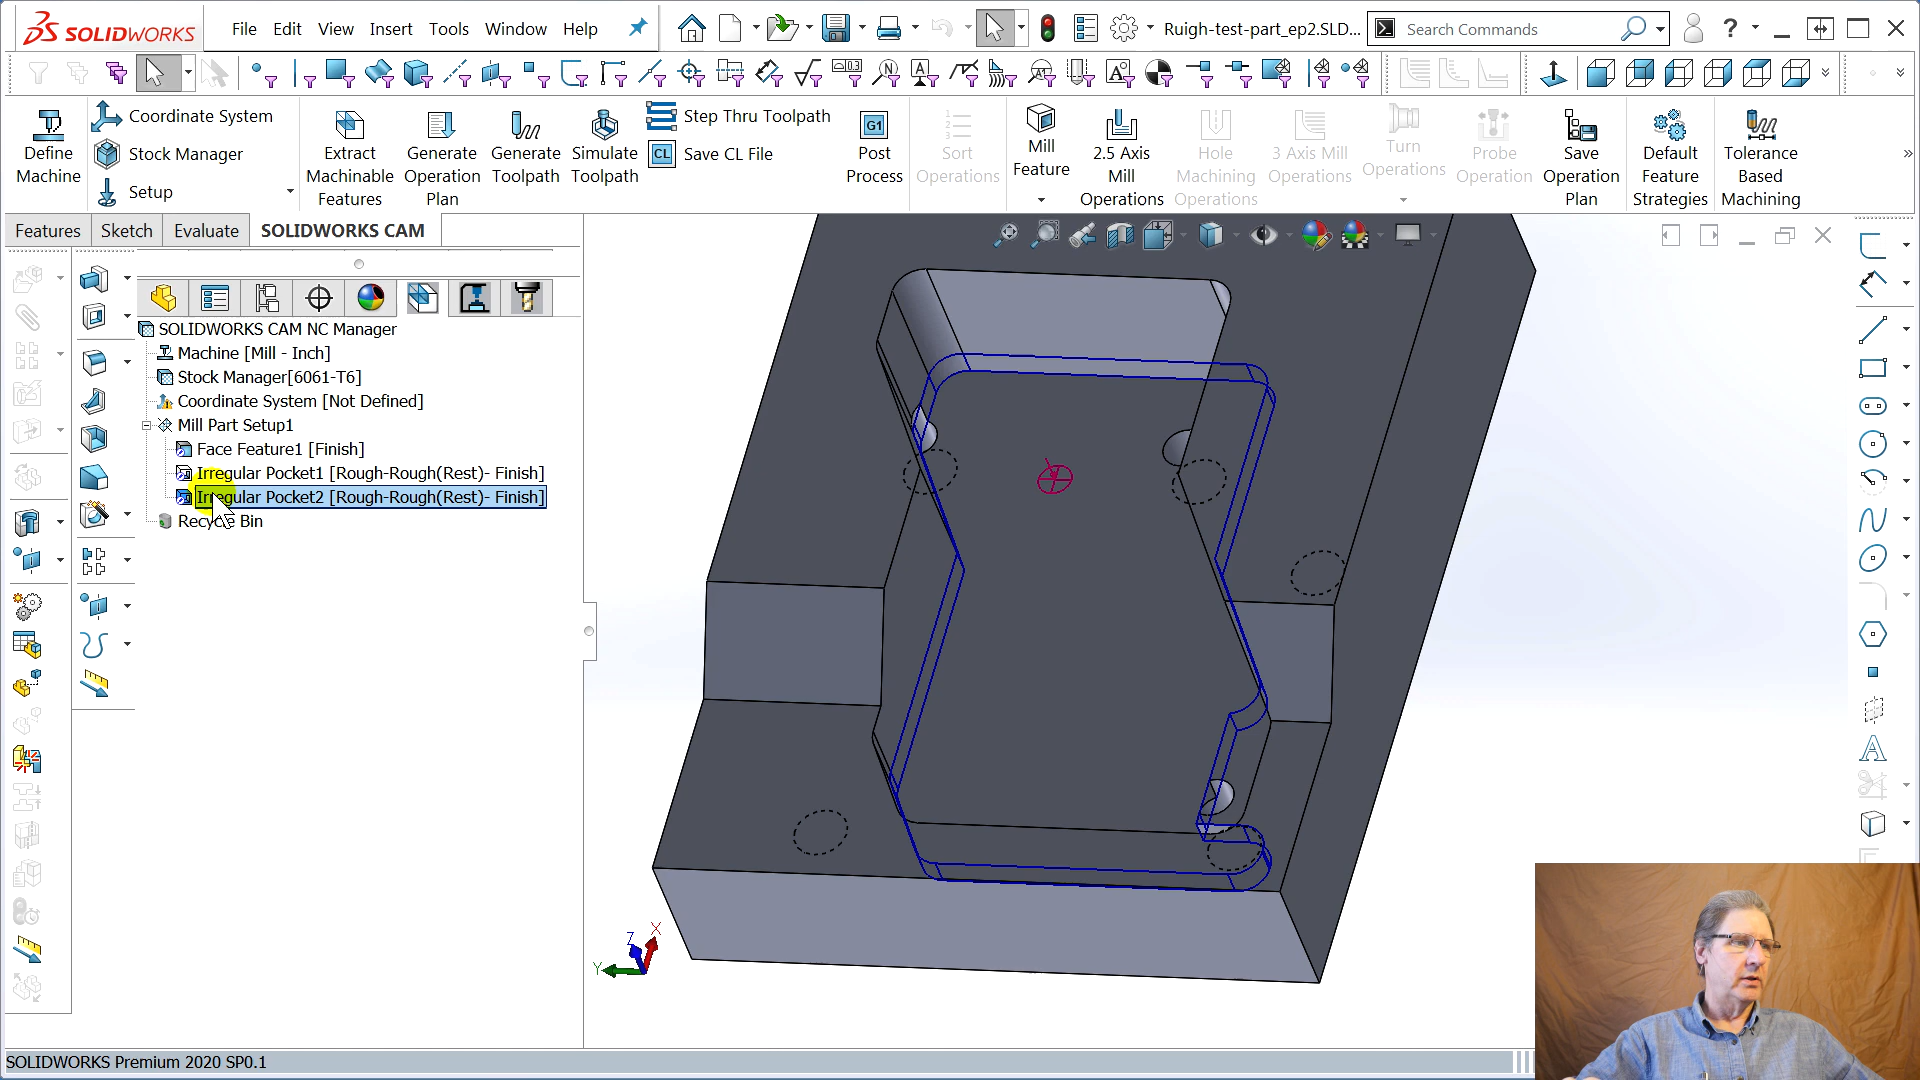 SOLIDWORKS
File Edit View Insert Tools Window Help
Ruigh-test-part_ep2.SLD...
Search Commands
Define Machine
Coordinate System
Stock Manager
Setup
Extract Machinable Features
Generate Operation Plan
Generate Toolpath
Simulate Toolpath
Step Thru Toolpath
CL Save CL File
G1 Post Process
Sort Operations
Mill Feature
2.5 Axis Mill Operations
Hole Machining Operations
3 Axis Mill Operations
Turn Operations
Probe Operation
Save Operation Plan
Default Feature Strategies
Tolerance Based Machining
Features Sketch Evaluate SOLIDWORKS CAM
SOLIDWORKS CAM NC Manager
Machine [Mill - Inch]
Stock Manager[6061-T6]
Coordinate System [Not Defined]
Mill Part Setup1
Face Feature1 [Finish]
Irregular Pocket1 [Rough-Rough(Rest)- Finish]
Irregular Pocket2 [Rough-Rough(Rest)- Finish]
Recycle Bin
X
Z
Y
SOLIDWORKS Premium 2020 SP0.1